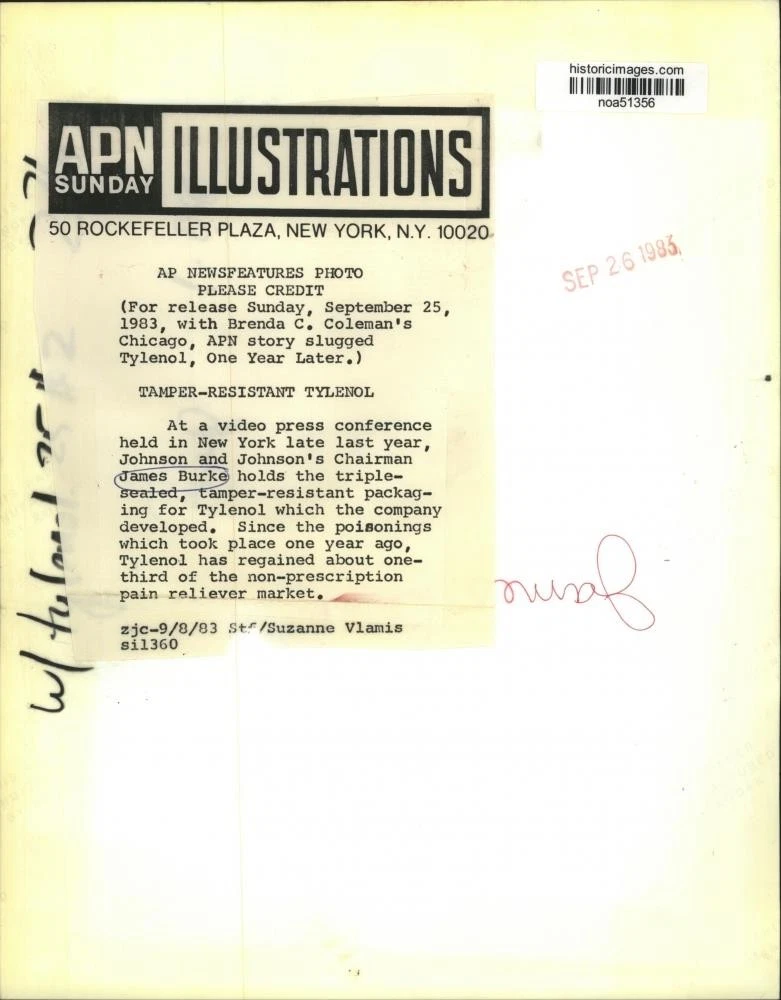 historicimages.com
noa51356
APN
SUNDAY
ILLUSTRATIONS
50 ROCKEFELLER PLAZA, NEW YORK, N.Y. 10020
SEP 26 1983
AP NEWSFEATURES PHOTO
PLEASE CREDIT
(For release Sunday, September 25,
1983, with Brenda C. Coleman's
Chicago, APN story slugged
Tylenol, One Year Later.)
TAMPER-RESISTANT TYLENOL
At a video press conference
held in New York late last year,
Johnson and Johnson's Chairman
James Burke holds the triple-
sealed, tamper-resistant packag-
ing for Tylenol which the company
developed. Since the poisonings
which took place one year ago,
Tylenol has regained about one-
third of the non-prescription
pain reliever market.
zjc-9/8/83 Stf/Suzanne Vlamis
sil360
w/